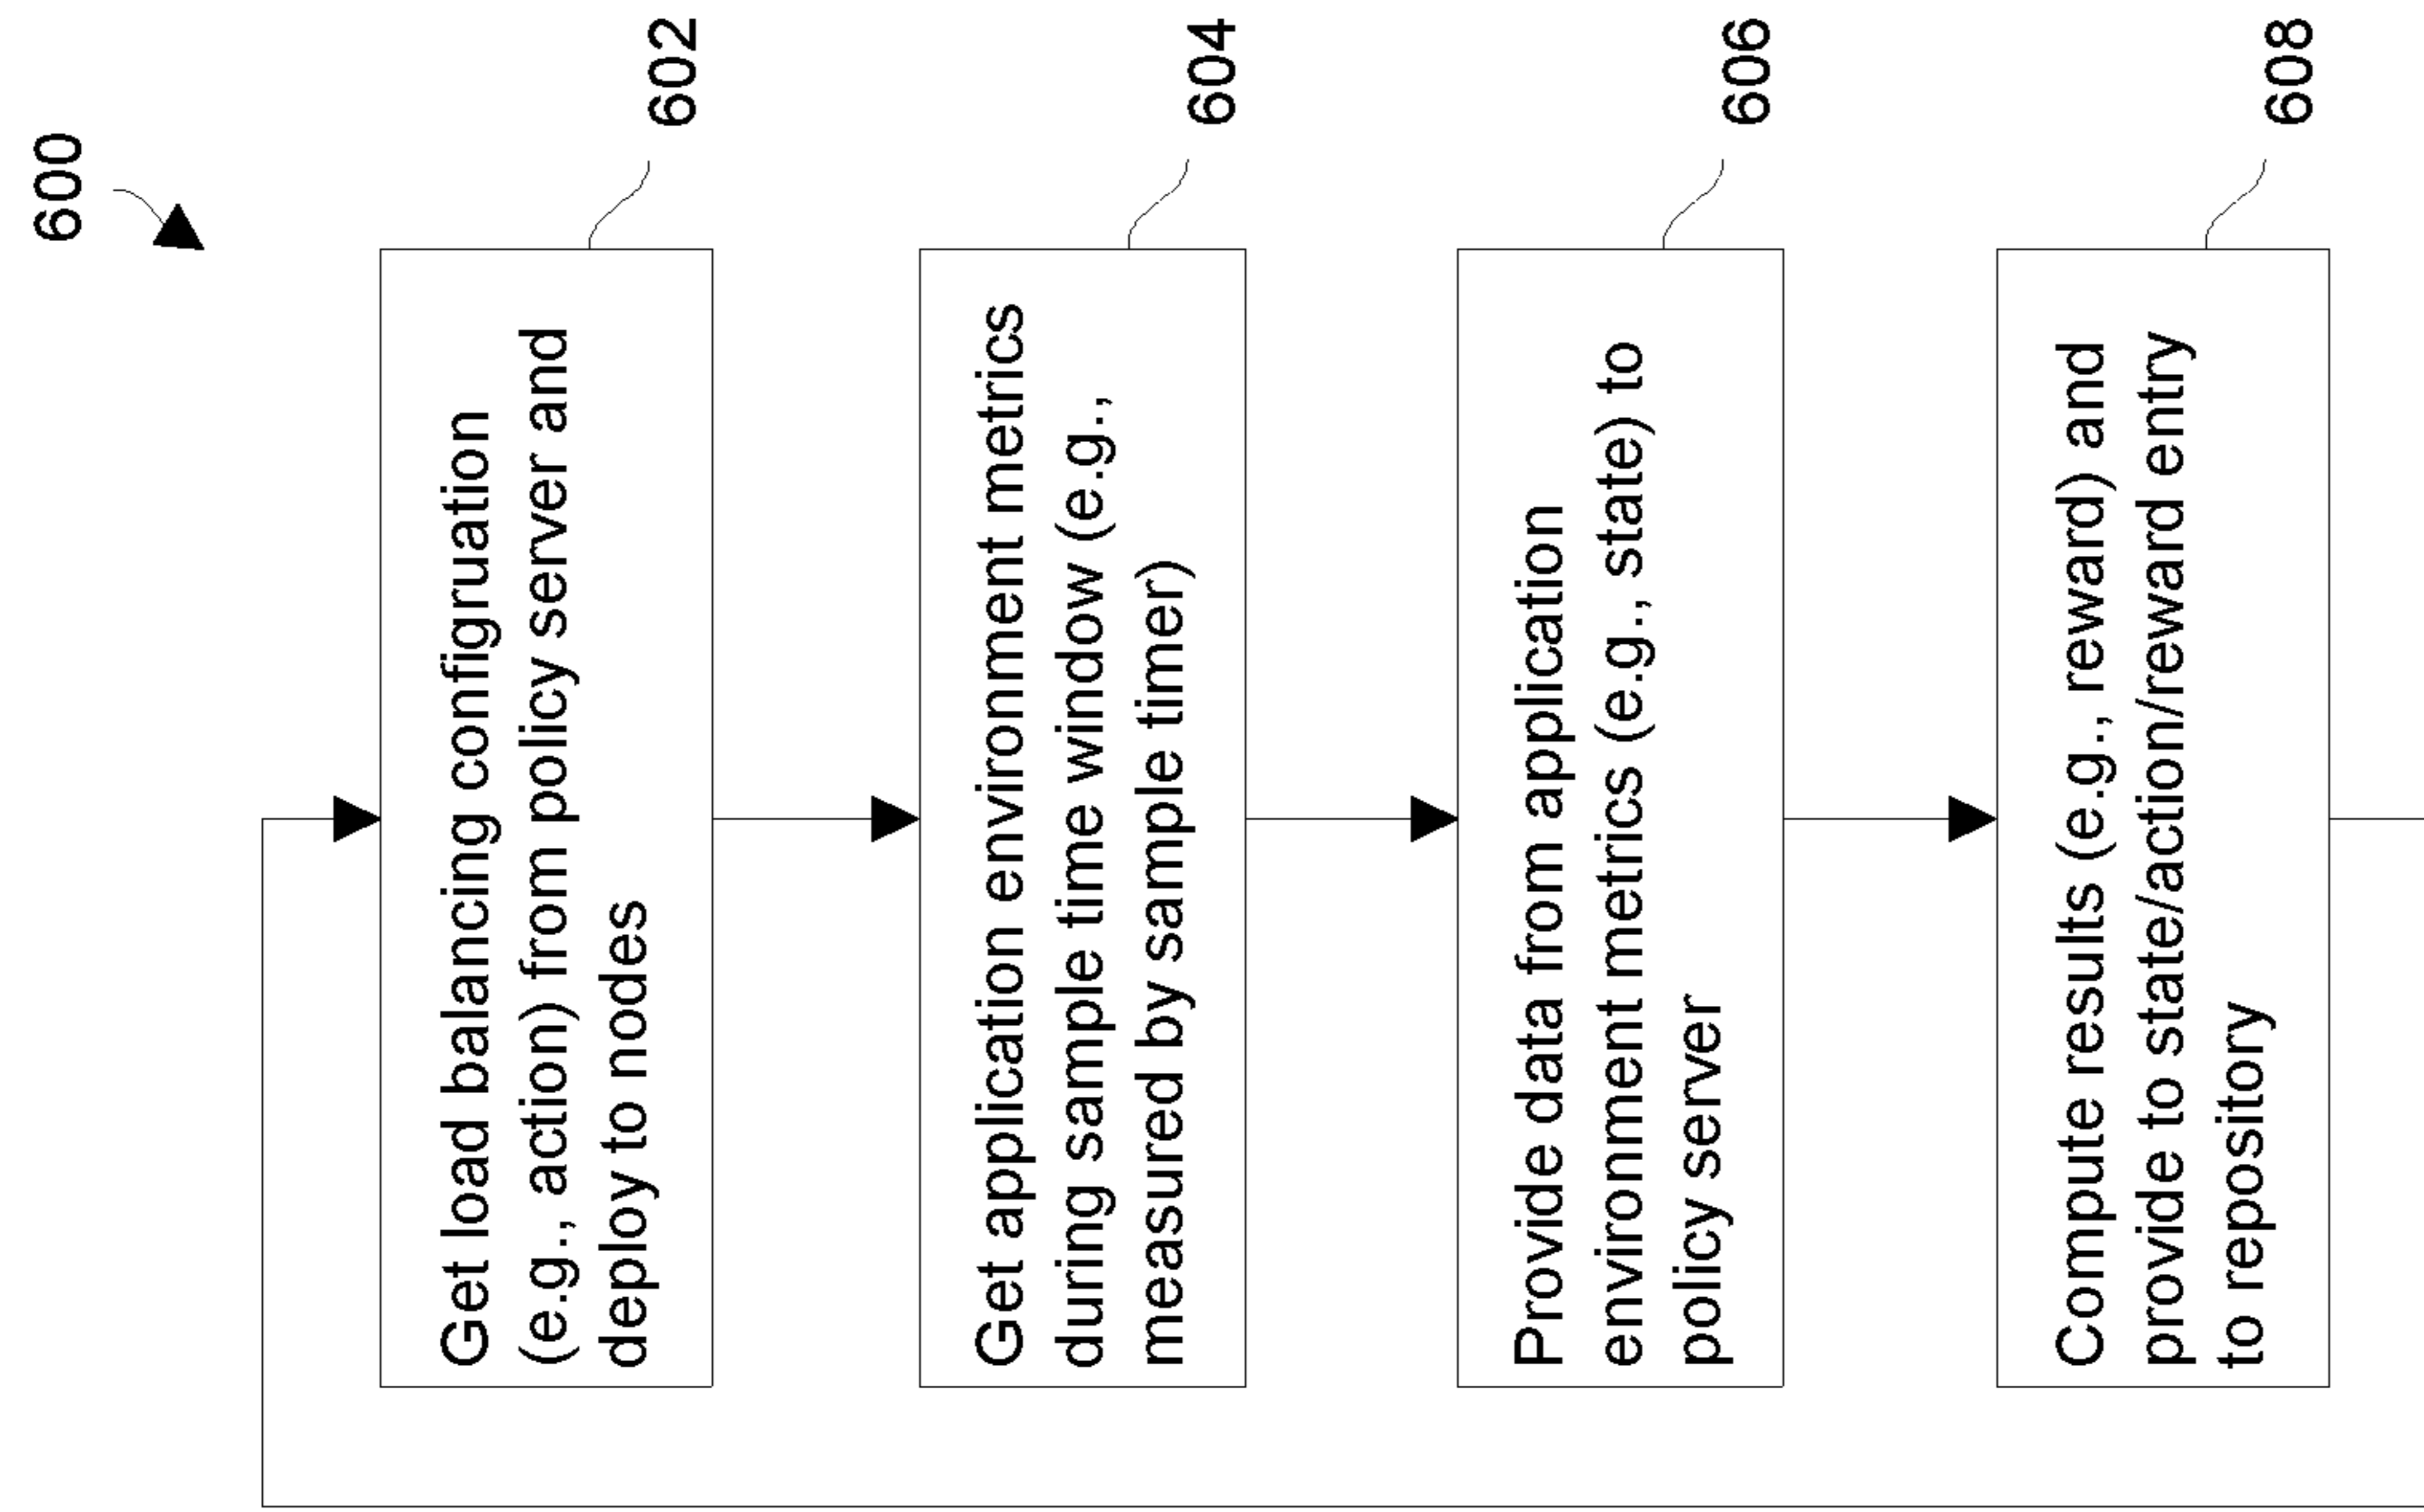 600
Get load balancing configruation
(e.g., action) from policy server and
deploy to nodes
602
Get application environment metrics
during sample time window (e.g.,
measured by sample timer)
604
Provide data from application
environment metrics (e.g., state) to
policy server
606
Compute results (e.g., reward) and
provide to state/action/reward entry
to repository
608